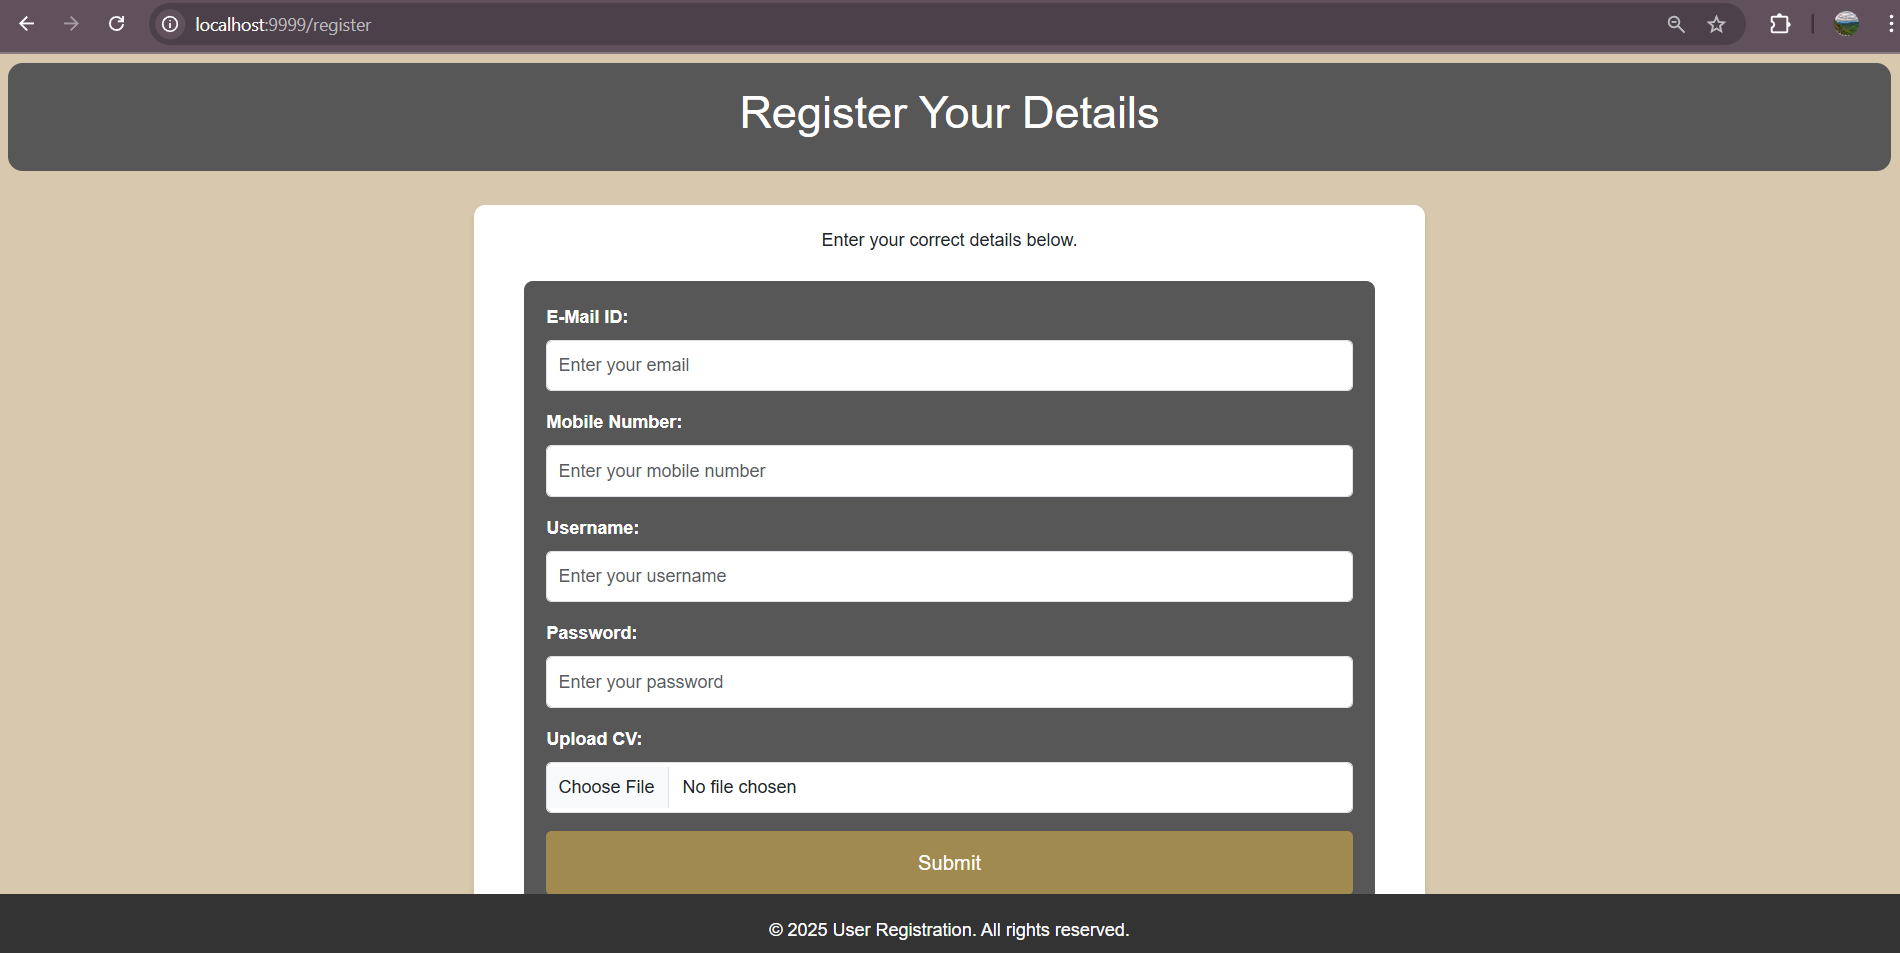 localhost:9999/register
Register Your Details
Enter your correct details below.
E-Mail ID:
Enter your email
Mobile Number:
Enter your mobile number
Username:
Enter your username
Password:
Enter your password
Upload CV:
Choose File No file chosen
Submit
© 2025 User Registration. All rights reserved.